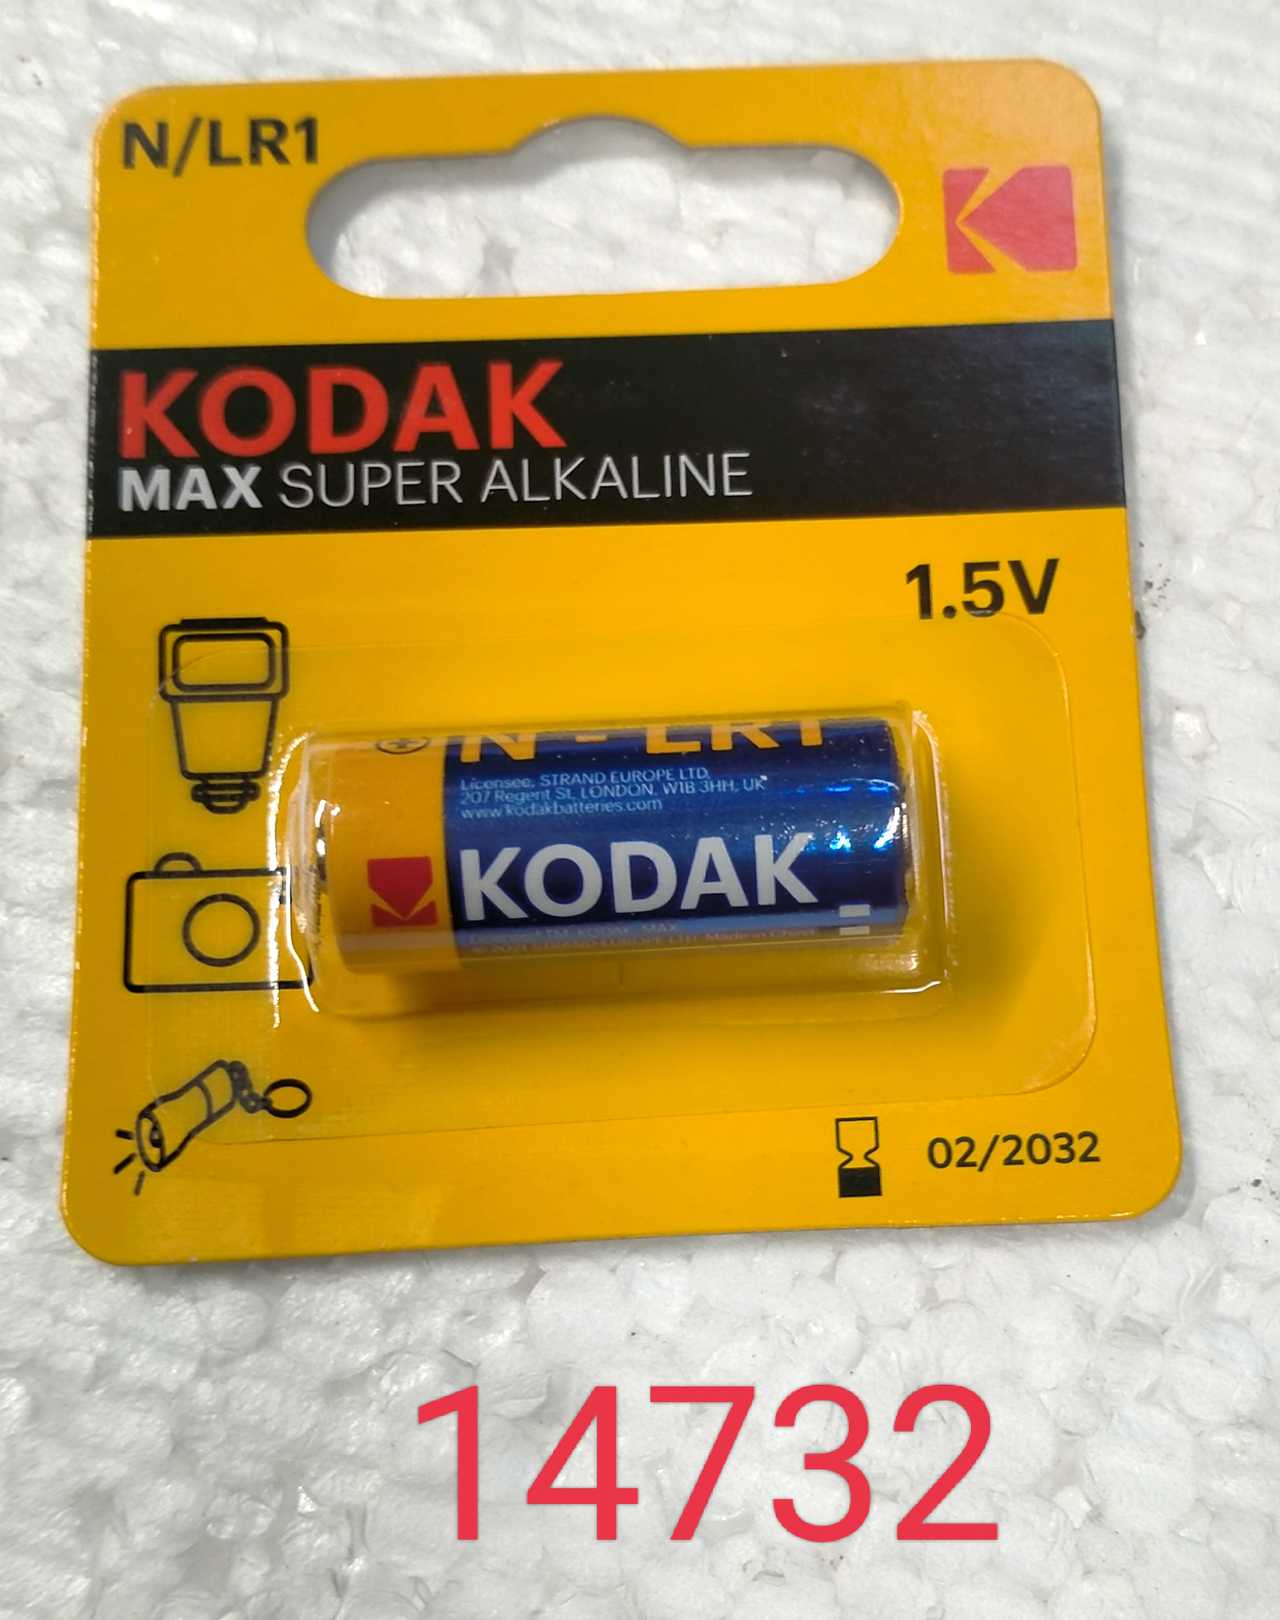 N/LR1
KODAK
MAX SUPER ALKALINE
1.5V
N - LR1
Licensee, STRAND EUROPE LTD,
207 Regent St, LONDON, W1B 3HH, UK
www.kodakbatteries.com
KODAK
02/2032
14732